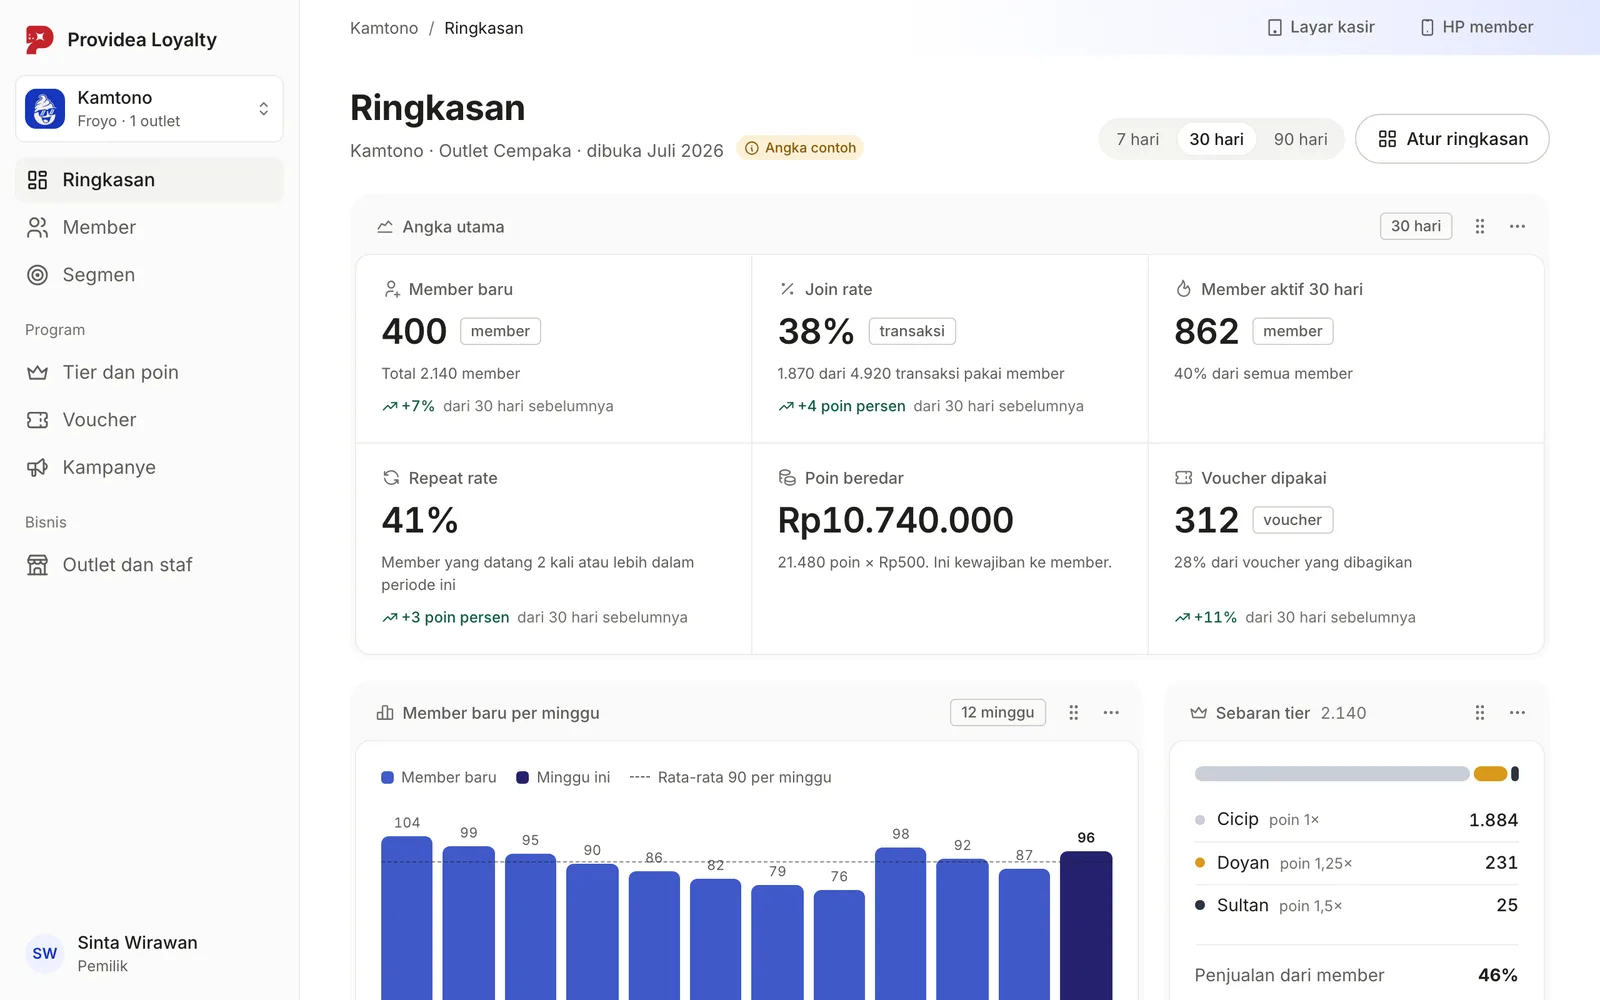 Providea Loyalty
Kamtono
Froyo · 1 outlet
Ringkasan
Member
Segmen
Program
Tier dan poin
Voucher
Kampanye
Bisnis
Outlet dan staf
SW
Sinta Wirawan
Pemilik
Kamtono / Ringkasan
Layar kasir
HP member
Ringkasan
Kamtono · Outlet Cempaka · dibuka Juli 2026
Angka contoh
7 hari
30 hari
90 hari
Atur ringkasan
Angka utama
30 hari
Member baru
400 member
Total 2.140 member
+7% dari 30 hari sebelumnya
Join rate
38% transaksi
1.870 dari 4.920 transaksi pakai member
+4 poin persen dari 30 hari sebelumnya
Member aktif 30 hari
862 member
40% dari semua member
Repeat rate
41%
Member yang datang 2 kali atau lebih dalam
periode ini
+3 poin persen dari 30 hari sebelumnya
Poin beredar
Rp10.740.000
21.480 poin × Rp500. Ini kewajiban ke member.
Voucher dipakai
312 voucher
28% dari voucher yang dibagikan
+11% dari 30 hari sebelumnya
Member baru per minggu
12 minggu
Member baru
Minggu ini
Rata-rata 90 per minggu
104
99
95
90
86
82
79
76
98
92
87
96
Sebaran tier 2.140
Cicip poin 1× 1.884
Doyan poin 1,25× 231
Sultan poin 1,5× 25
Penjualan dari member 46%